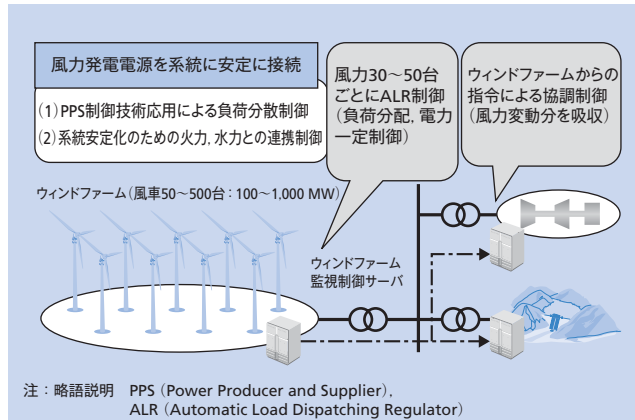 風力発電電源を系統に安定に接続
(1)PPS制御技術応用による負荷分散制御
(2)系統安定化のための火力，水力との連携制御
風力30～50台
ごとにALR制御
(負荷分配，電力
一定制御)
ウィンドファームからの
指令による協調制御
(風力変動分を吸収)
ウィンドファーム(風車50～500台：100～1,000 MW)
ウィンドファーム
監視制御サーバ
注：略語説明　PPS（Power Producer and Supplier），
ALR（Automatic Load Dispatching Regulator）